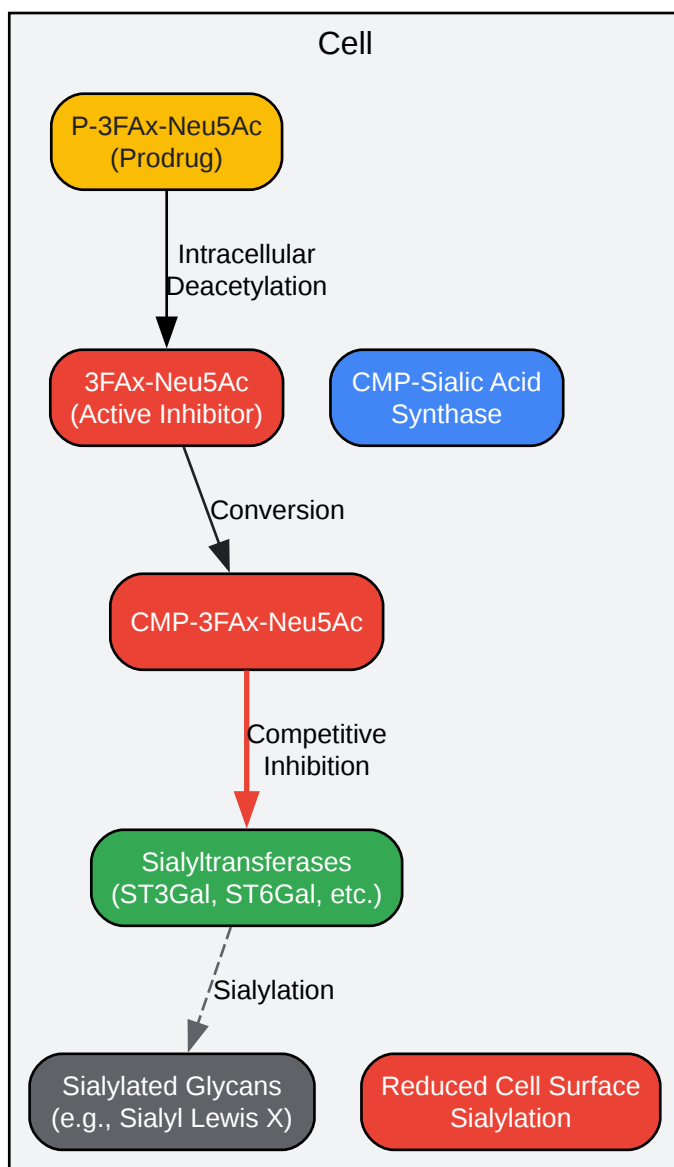 Cell
P-3FAx-Neu5Ac
(Prodrug)
Intracellular
Deacetylation
3FAx-Neu5Ac
(Active Inhibitor)
CMP-Sialic Acid
Synthase
Conversion
CMP-3FAx-Neu5Ac
Competitive
Inhibition
Sialyltransferases
(ST3Gal, ST6Gal, etc.)
Sialylation
Sialylated Glycans
(e.g., Sialyl Lewis X)
Reduced Cell Surface
Sialylation